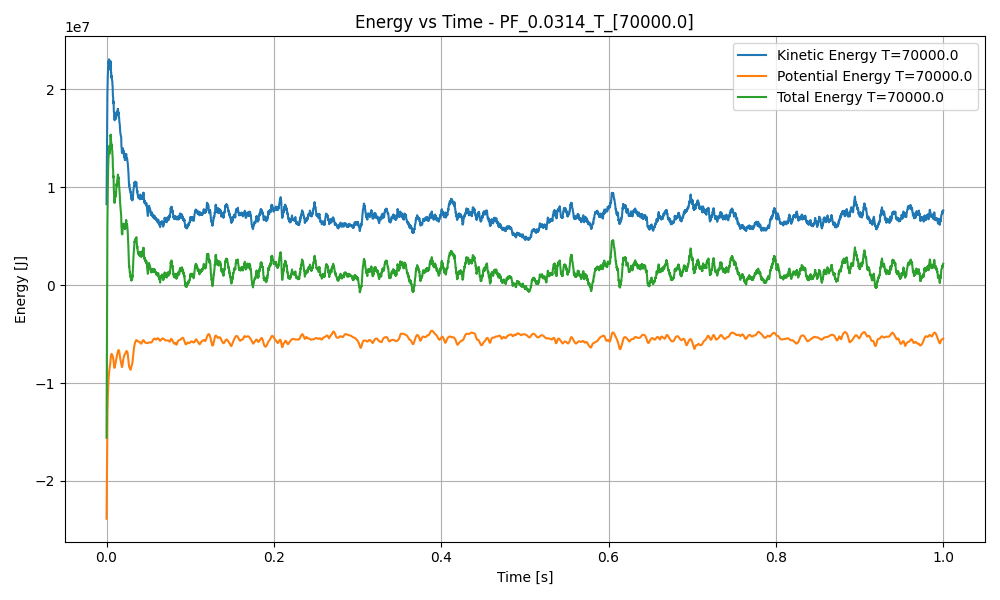 Energy vs Time - PF_0.0314_T_[70000.0]
1e7
Kinetic Energy T=70000.0
Potential Energy T=70000.0
Total Energy T=70000.0
2
1
0
−1
−2
Energy [J]
0.0 0.2 0.4 0.6 0.8 1.0
Time [s]